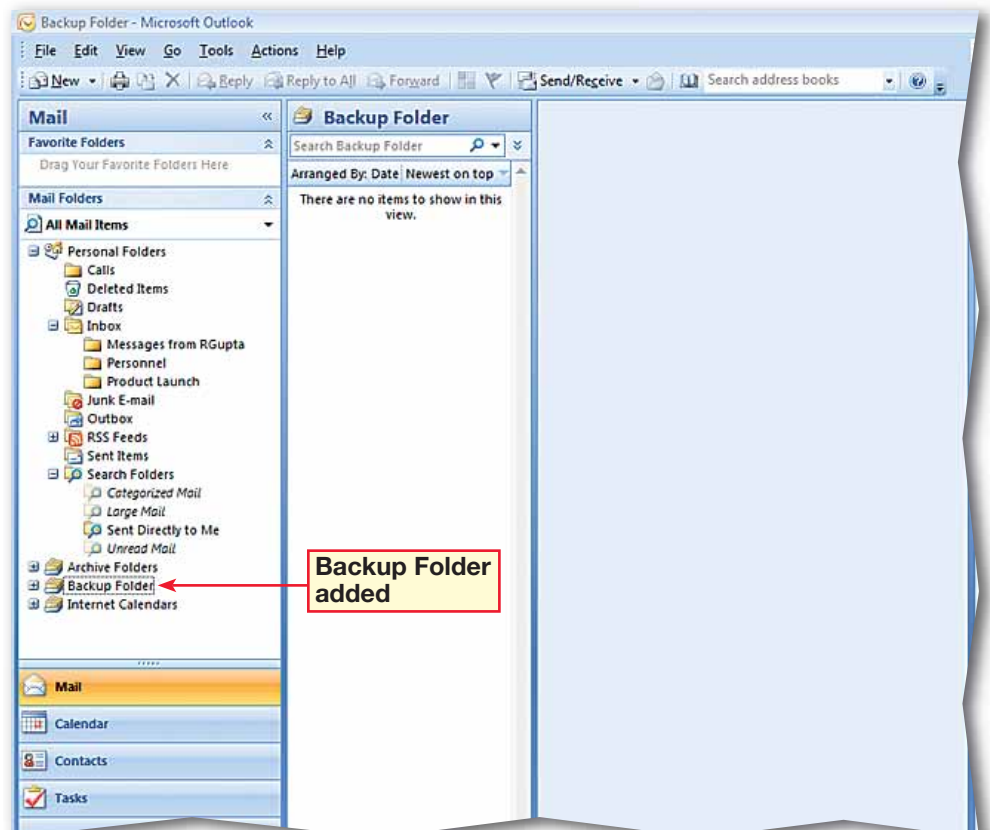 Backup Folder - Microsoft Outlook
File Edit View Go Tools Actions Help
New Reply Reply to All Forward Send/Receive Search address books
Mail
Favorite Folders
Drag Your Favorite Folders Here
Mail Folders
All Mail Items
Personal Folders
Calls
Deleted Items
Drafts
Inbox
Messages from RGupta
Personnel
Product Launch
Junk E-mail
Outbox
RSS Feeds
Sent Items
Search Folders
Categorized Mail
Large Mail
Sent Directly to Me
Unread Mail
Archive Folders
Backup Folder
Internet Calendars
Mail
Calendar
Contacts
Tasks
Backup Folder
Search Backup Folder
Arranged By: Date Newest on top
There are no items to show in this
view.
Backup Folder
added